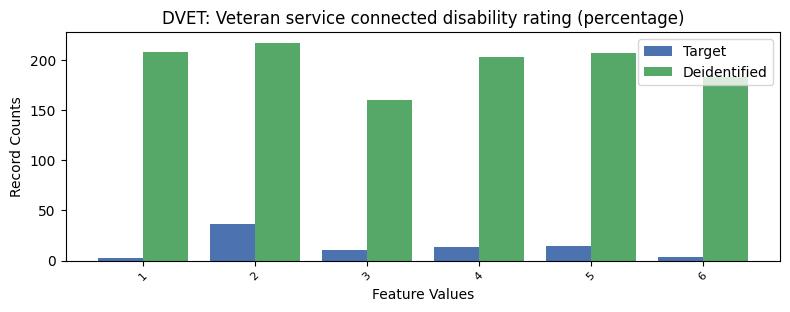 DVET: Veteran service connected disability rating (percentage)
Target
Deidentified
200
150
100
50
0
Record Counts
1 2 3 4 5 6
Feature Values